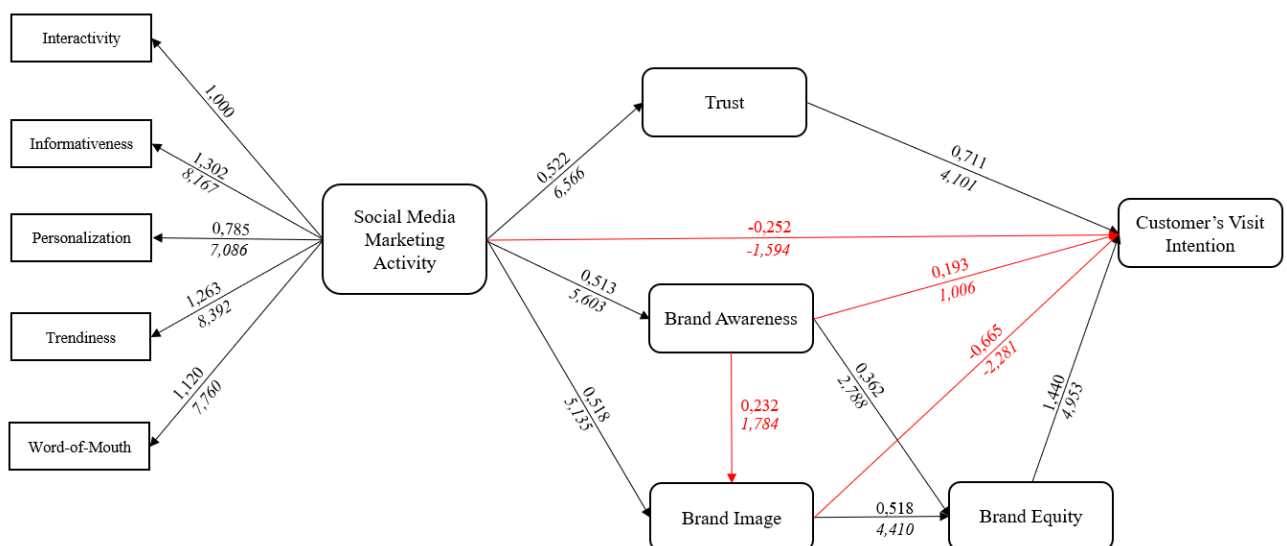 Interactivity
1,000
Informativeness
1,302
8,167
Personalization
0,785
7,086
Trendiness
1,263
8,392
Word-of-Mouth
1,120
7,760
Social Media
Marketing
Activity
0,522
6,566
Trust
0,711
4,101
-0,252
-1,594
Customer's Visit
Intention
0,513
5,603
Brand Awareness
0,193
1,006
0,518
5,135
0,232
1,784
0,362
2,788
-0,665
-2,281
1,440
4,953
Brand Image
0,518
4,410
Brand Equity